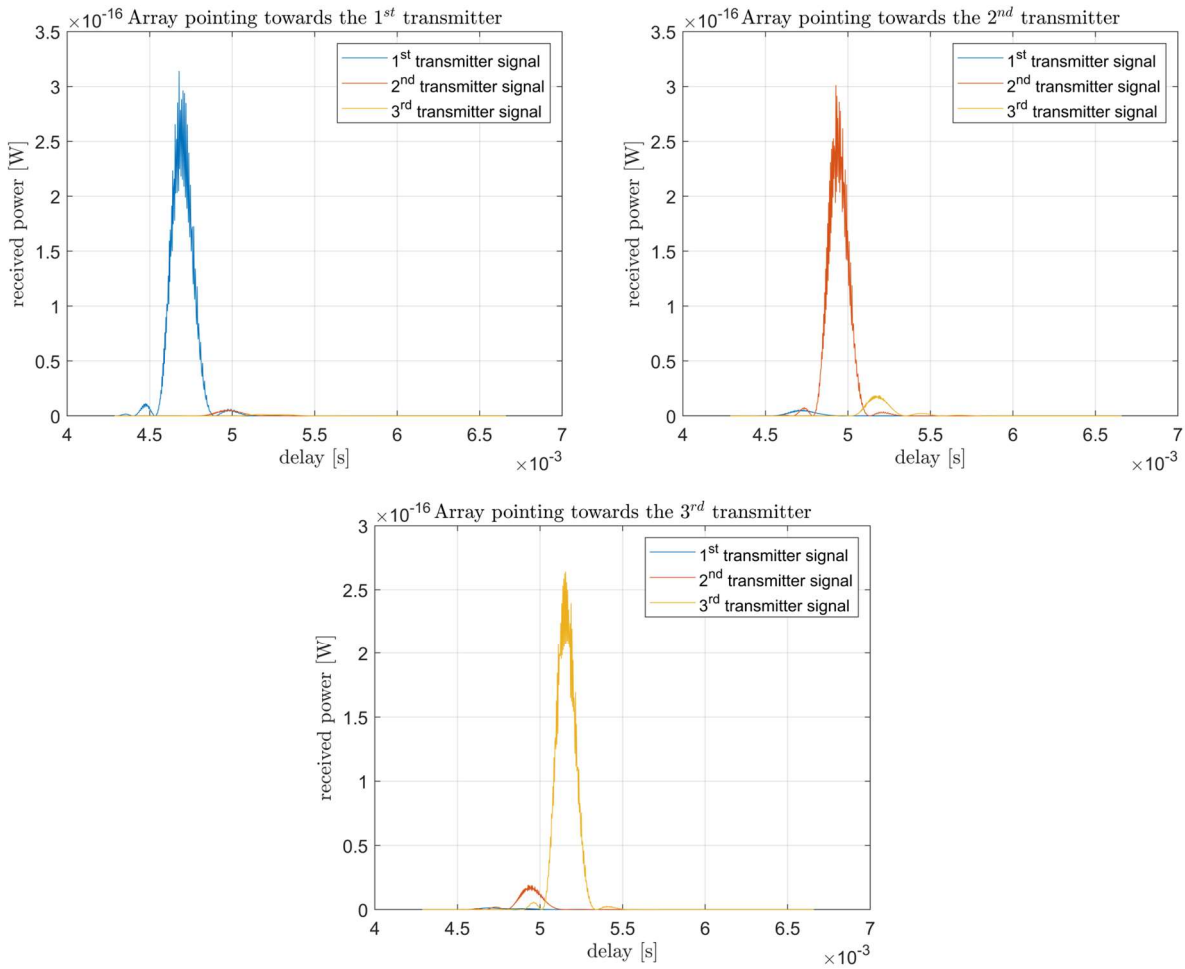 ×10⁻¹⁶ Array pointing towards the 1ˢᵗ transmitter
3.5
3
2.5
2
1.5
1
0.5
0
received power [W]
1ˢᵗ transmitter signal
2ⁿᵈ transmitter signal
3ʳᵈ transmitter signal
4 4.5 5 5.5 6 6.5 7
delay [s]
×10⁻³
×10⁻¹⁶ Array pointing towards the 2ⁿᵈ transmitter
3.5
3
2.5
2
1.5
1
0.5
0
received power [W]
1ˢᵗ transmitter signal
2ⁿᵈ transmitter signal
3ʳᵈ transmitter signal
4 4.5 5 5.5 6 6.5 7
delay [s]
×10⁻³
×10⁻¹⁶ Array pointing towards the 3ʳᵈ transmitter
3
2.5
2
1.5
1
0.5
0
received power [W]
1ˢᵗ transmitter signal
2ⁿᵈ transmitter signal
3ʳᵈ transmitter signal
4 4.5 5 5.5 6 6.5 7
delay [s]
×10⁻³